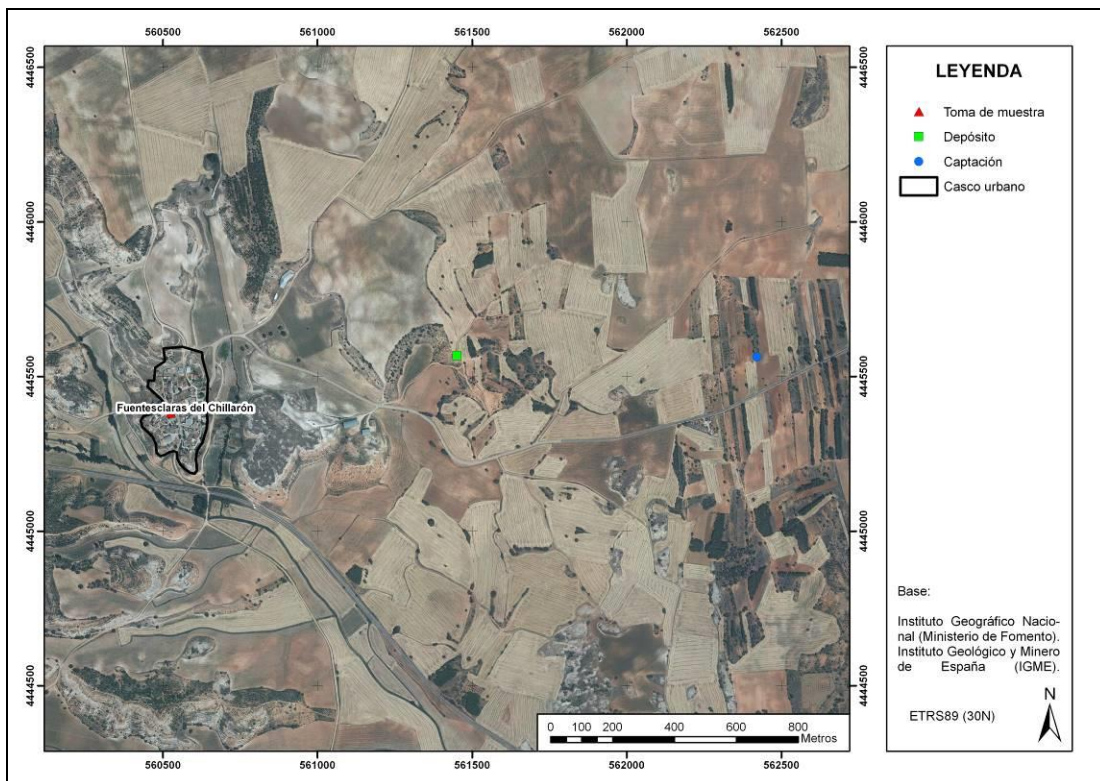 560500 561000 561500 562000 562500
4446500 4446500
4446000 4446000
4445500 4445500
4445000 4445000
4444500 4444500
Fuentesclaras del Chillarón
0 100 200 400 600 800
Metros
560500 561000 561500 562000 562500
LEYENDA
Toma de muestra
Depósito
Captación
Casco urbano
Base:
Instituto Geográfico Nacio-
nal (Ministerio de Fomento).
Instituto Geológico y Minero
de España (IGME).
N
ETRS89 (30N)